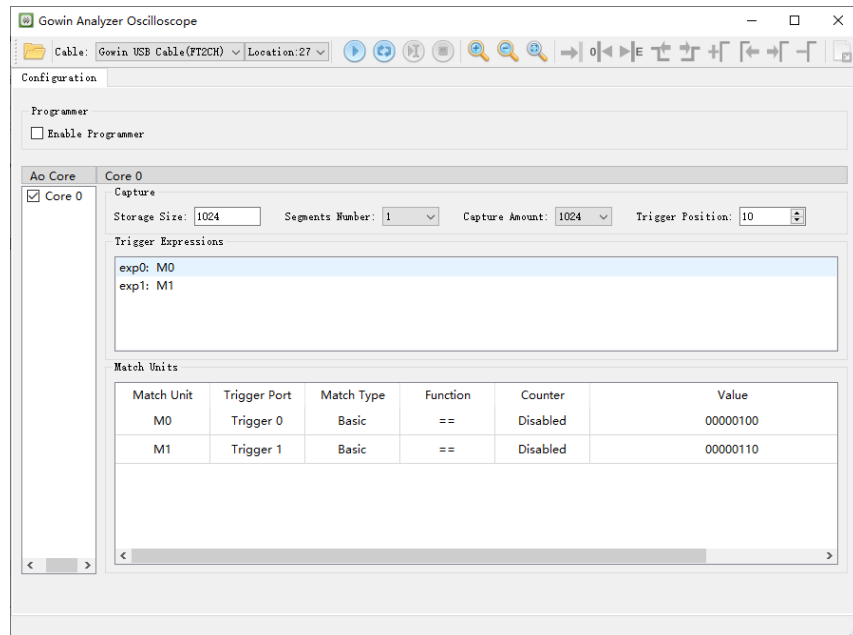 Gowin Analyzer Oscilloscope
Cable: Gowin USB Cable(FT2CH) Location:27
Configuration
Programmer
Enable Programmer
Ao Core Core 0
Core 0
Capture
Storage Size: 1024 Segments Number: 1 Capture Amount: 1024 Trigger Position: 10
Trigger Expressions
exp0: M0
exp1: M1
Match Units
Match Unit Trigger Port Match Type Function Counter Value
M0 Trigger 0 Basic == Disabled 00000100
M1 Trigger 1 Basic == Disabled 00000110